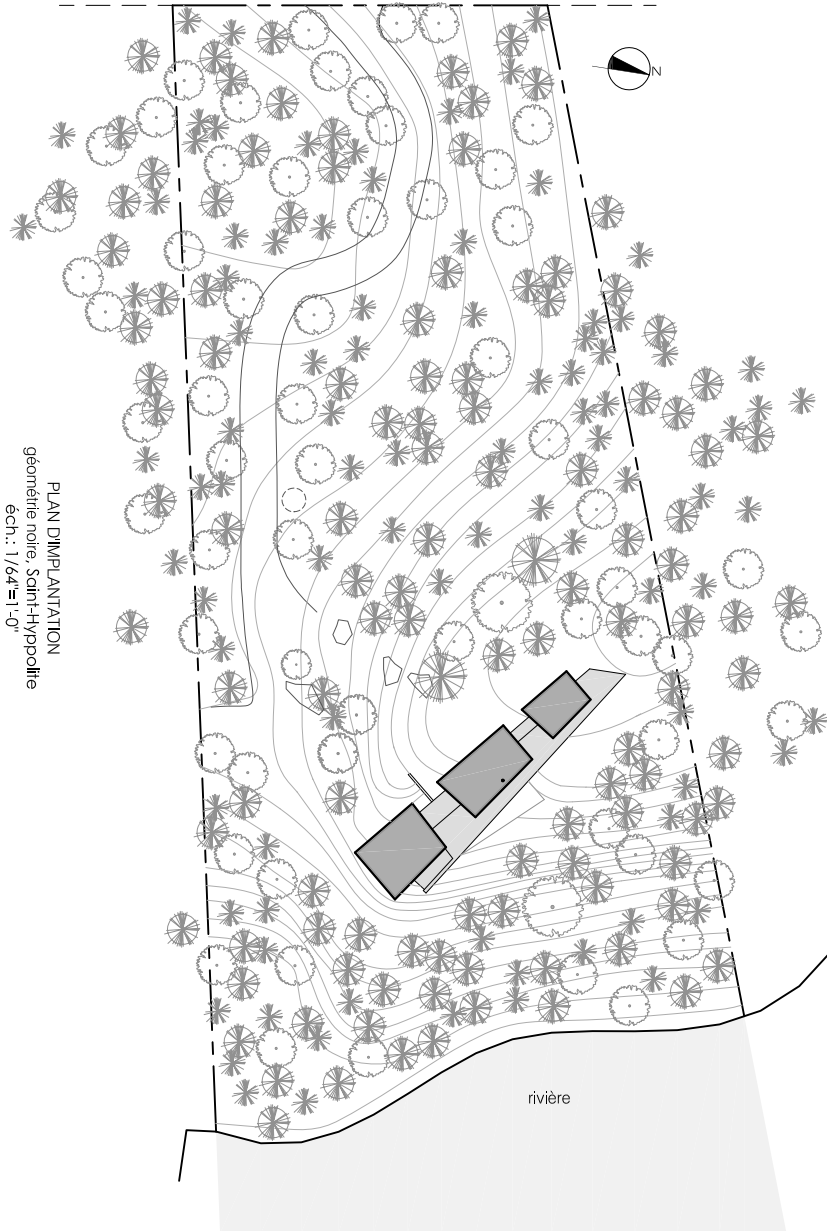 N
PLAN D'IMPLANTATION
géométrie noire, Saint-Hyppolite
éch.: 1/64"=1'-0"
rivière